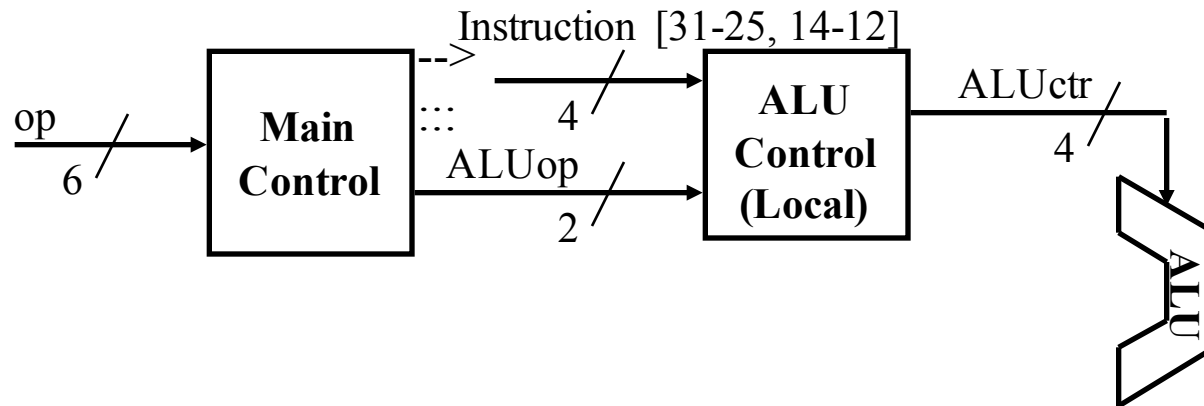 Instruction [31-25, 14-12]
-->
op
6
Main
Control
...
...
4
ALUop
2
ALU
Control
(Local)
ALUctr
4
ALU